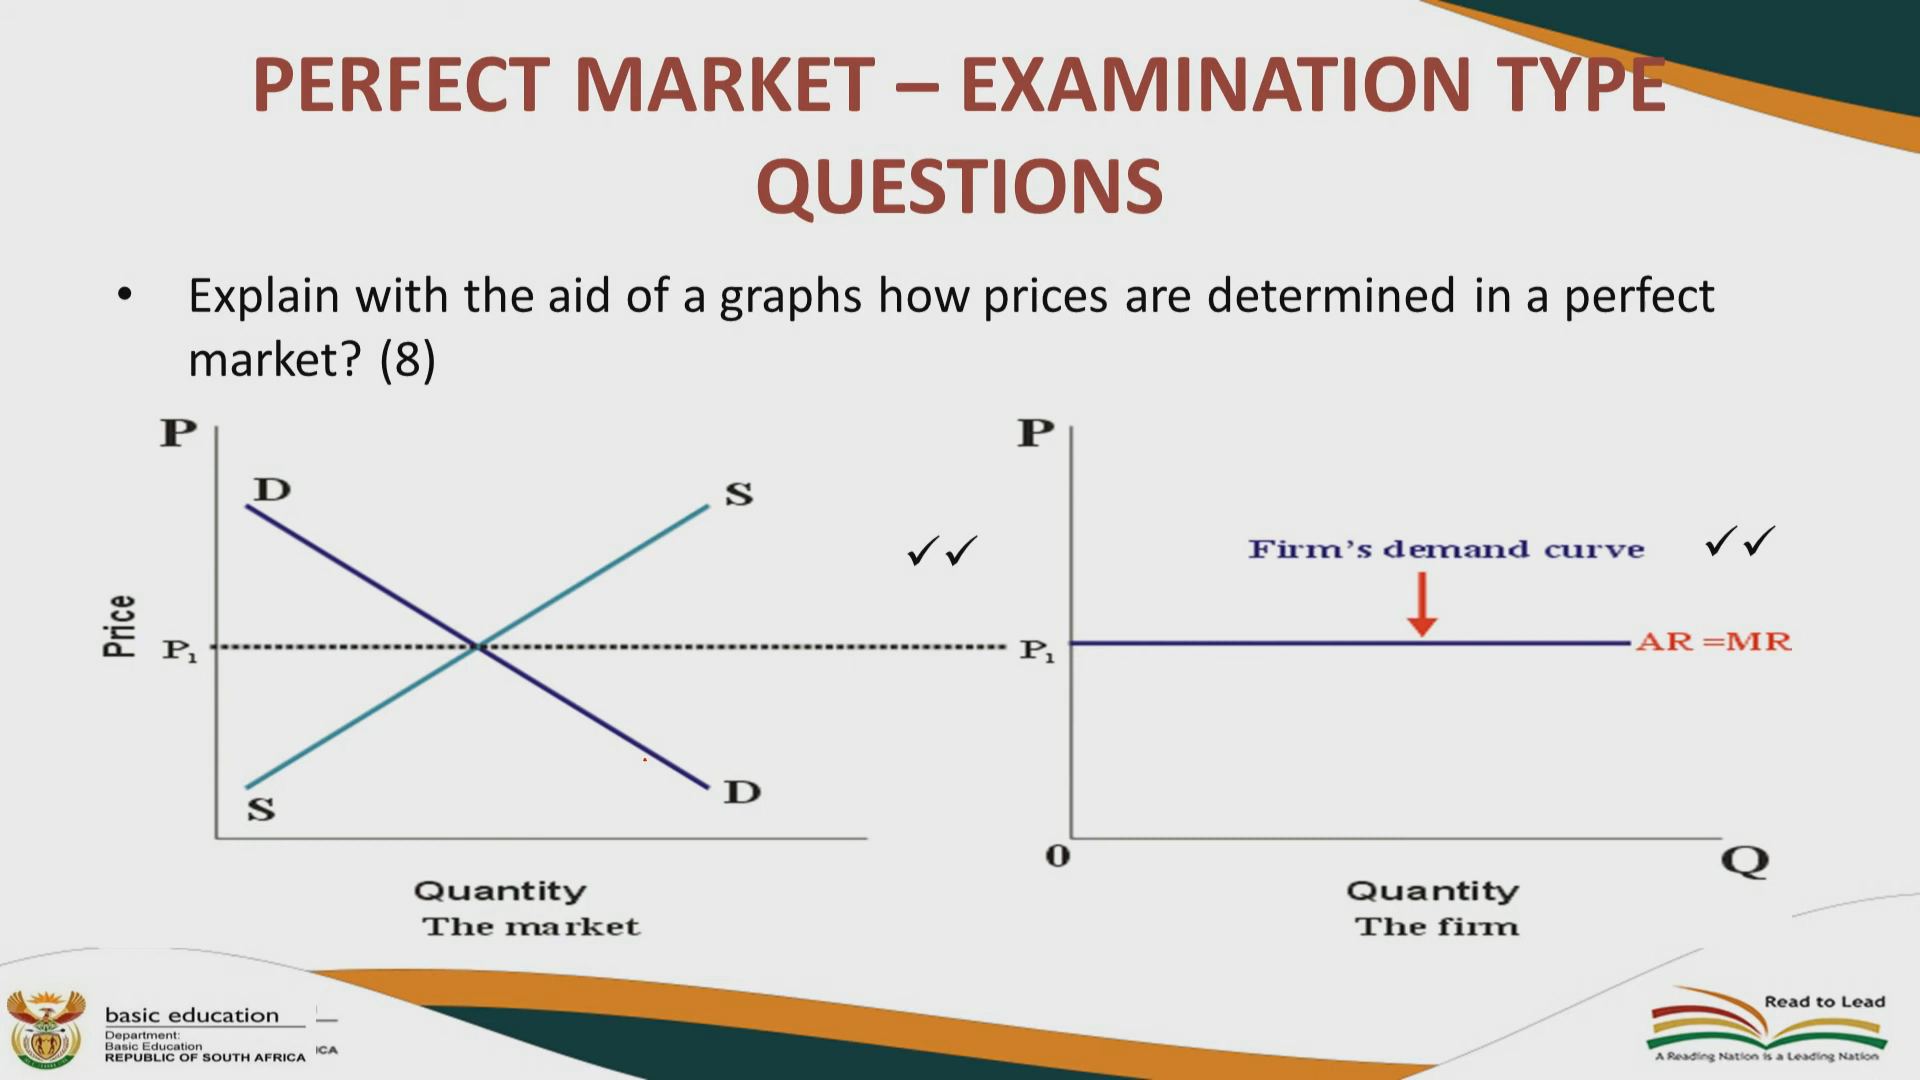 PERFECT MARKET – EXAMINATION TYPE
QUESTIONS
• Explain with the aid of a graphs how prices are determined in a perfect
market? (8)
P
D
S
✓✓
Price
P₁
S
D
Quantity
The market
P
Firm's demand curve
✓✓
P₁
AR =MR
0
Q
Quantity
The firm
basic education
Department:
Basic Education
REPUBLIC OF SOUTH AFRICA
ICA
Read to Lead
A Reading Nation is a Leading Nation